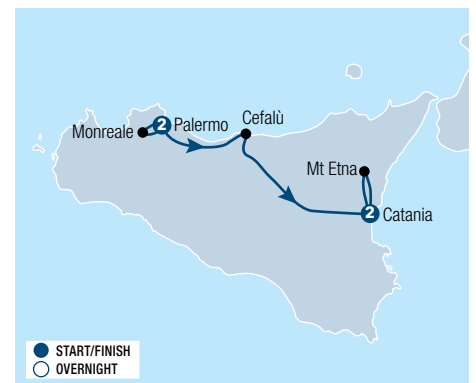 Cefalù
2 Palermo
Monreale
Mt Etna
2 Catania
START/FINISH
OVERNIGHT